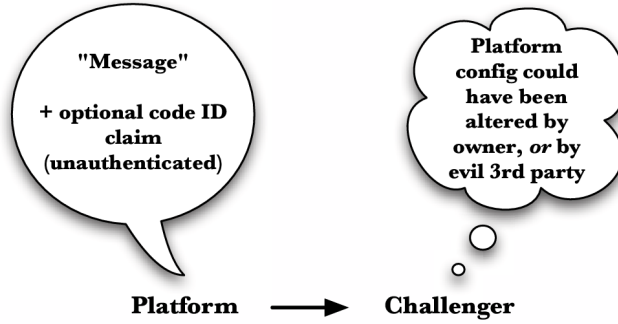 "Message"
+ optional code ID
claim
(unauthenticated)
Platform
config could
have been
altered by
owner, or by
evil 3rd party
Platform
Challenger